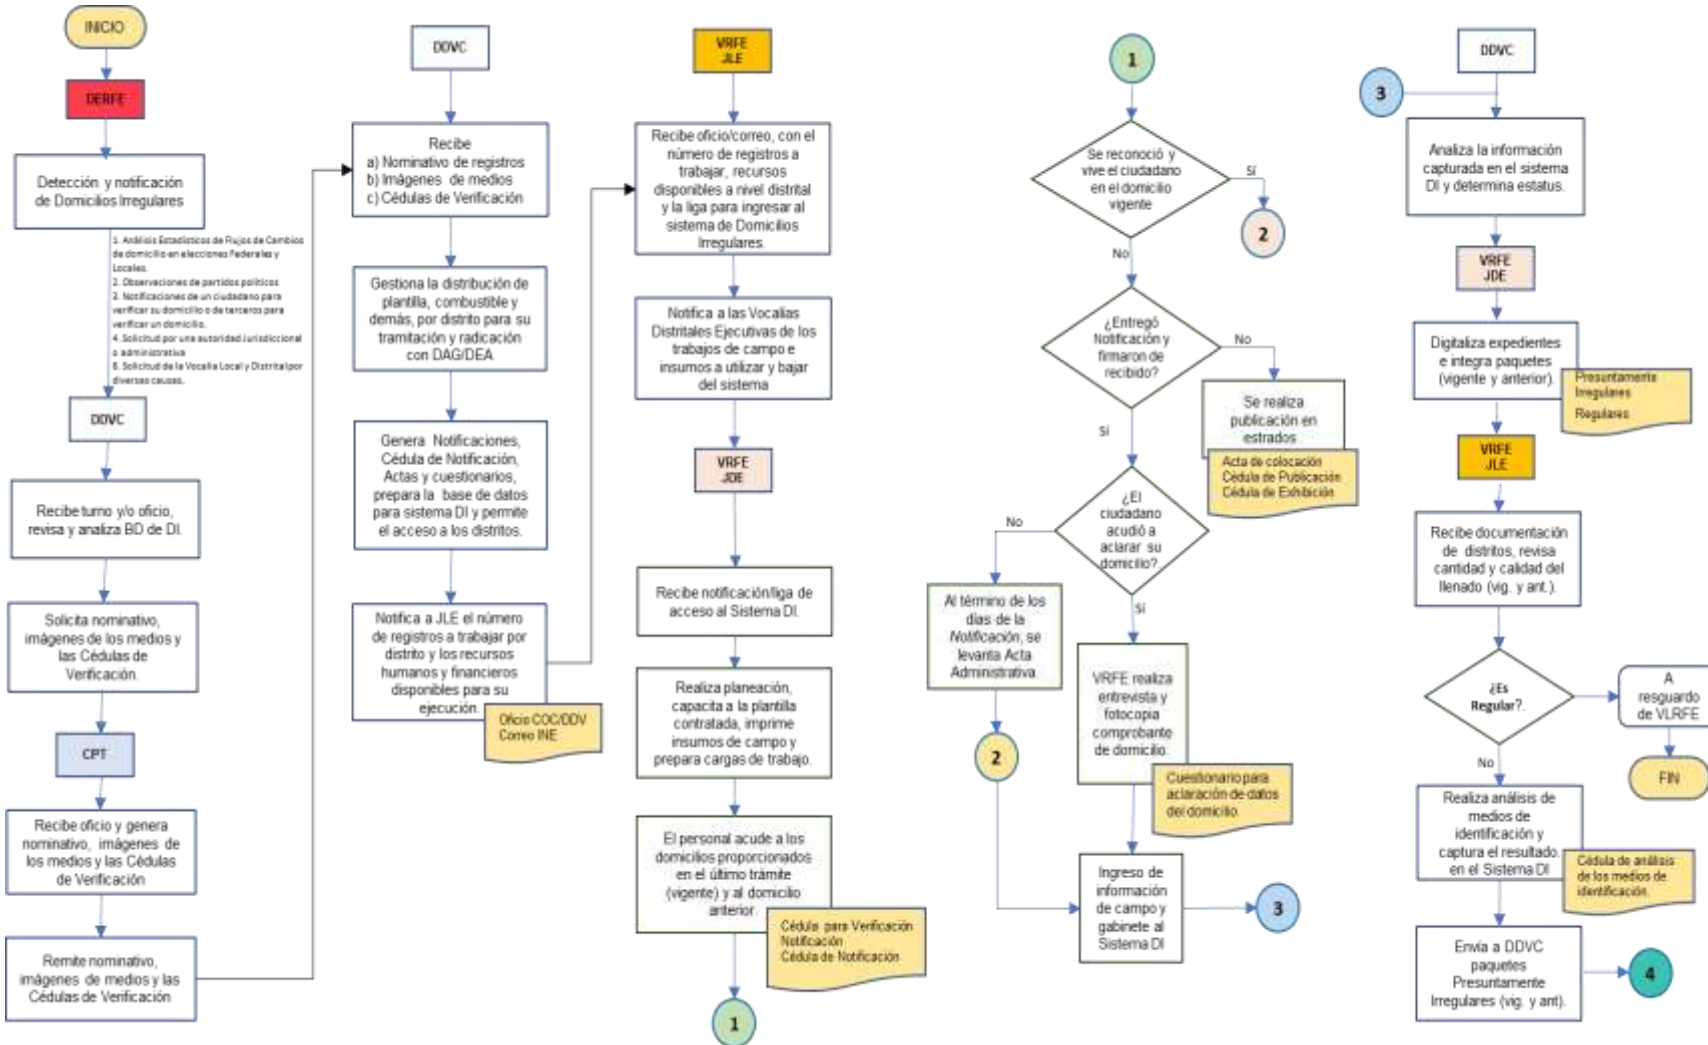 INICIO
DERFE
Detección y notificación
de Domicilios Irregulares
1. Análisis Estadísticos de Flujos de Cambios
de domicilio en elecciones Federales y
Locales.
2. Observaciones de partidos políticos
3. Notificaciones de un ciudadano para
verificar su domicilio o de terceros para
verificar un domicilio.
4. Solicitud por una autoridad Jurisdiccional
o administrativa
6. Solicitud de la Vocalía Local y Distrital por
diversas causas.
DDVC
Recibe turno y/o oficio,
revisa y analiza BD de DI.
Solicita nominativo,
imágenes de los medios y
las Cédulas de
Verificación.
CPT
Recibe oficio y genera
nominativo, imágenes de
los medios y las Cédulas
de Verificación
Remite nominativo,
imágenes de medios y las
Cédulas de Verificación
DDVC
Recibe
a) Nominativo de registros
b) Imágenes de medios
c) Cédulas de Verificación
Gestiona la distribución de
plantilla, combustible y
demás, por distrito para su
tramitación y radicación
con DAG/DEA
Genera Notificaciones,
Cédula de Notificación,
Actas y cuestionarios,
prepara la base de datos
para sistema DI y permite
el acceso a los distritos.
Notifica a JLE el número
de registros a trabajar por
distrito y los recursos
humanos y financieros
disponibles para su
ejecución.
Oficio COC/DDV
Correo INE
VRFE
JLE
Recibe oficio/correo, con el
número de registros a
trabajar, recursos
disponibles a nivel distrital
y la liga para ingresar al
sistema de Domicilios
Irregulares.
Notifica a las Vocalías
Distritales Ejecutivas de los
trabajos de campo e
insumos a utilizar y bajar
del sistema
VRFE
JDE
Recibe notificación/liga de
acceso al Sistema DI.
Realiza planeación,
capacita a la plantilla
contratada, imprime
insumos de campo y
prepara cargas de trabajo.
El personal acude a los
domicilios proporcionados
en el último trámite
(vigente) y al domicilio
anterior
Cédula para Verificación
Notificación
Cédula de Notificación
1
1
Se reconoció y
vive el ciudadano
en el domicilio
vigente
Sí
2
No
¿Entregó
Notificación y
firmaron de
recibido?
No
Se realiza
publicación en
estrados
Acta de colocación
Cédula de Publicación
Cédula de Exhibición
Sí
¿El
ciudadano
acudió a
aclarar su
domicilio?
No
Al término de los
días de la
Notificación, se
levanta Acta
Administrativa.
2
Sí
VRFE realiza
entrevista y
fotocopia
comprobante
de domicilio.
Cuestionario para
aclaración de datos
del domicilio.
Ingreso de
información
de campo y
gabinete al
Sistema DI
3
DDVC
3
Analiza la información
capturada en el sistema
DI y determina estatus.
VRFE
JDE
Digitaliza expedientes
e integra paquetes
(vigente y anterior).
Presuntamente
Irregulares
Regulares
VRFE
JLE
Recibe documentación
de distritos, revisa
cantidad y calidad del
llenado (vig. y ant.).
¿Es
Regular?.
A
resguardo
de VLRFE
FIN
No
Realiza análisis de
medios de
identificación y
captura el resultado.
en el Sistema DI
Cédula de análisis
de los medios de
identificación.
Envía a DDVC
paquetes
Presuntamente
Irregulares (vig. y ant).
4